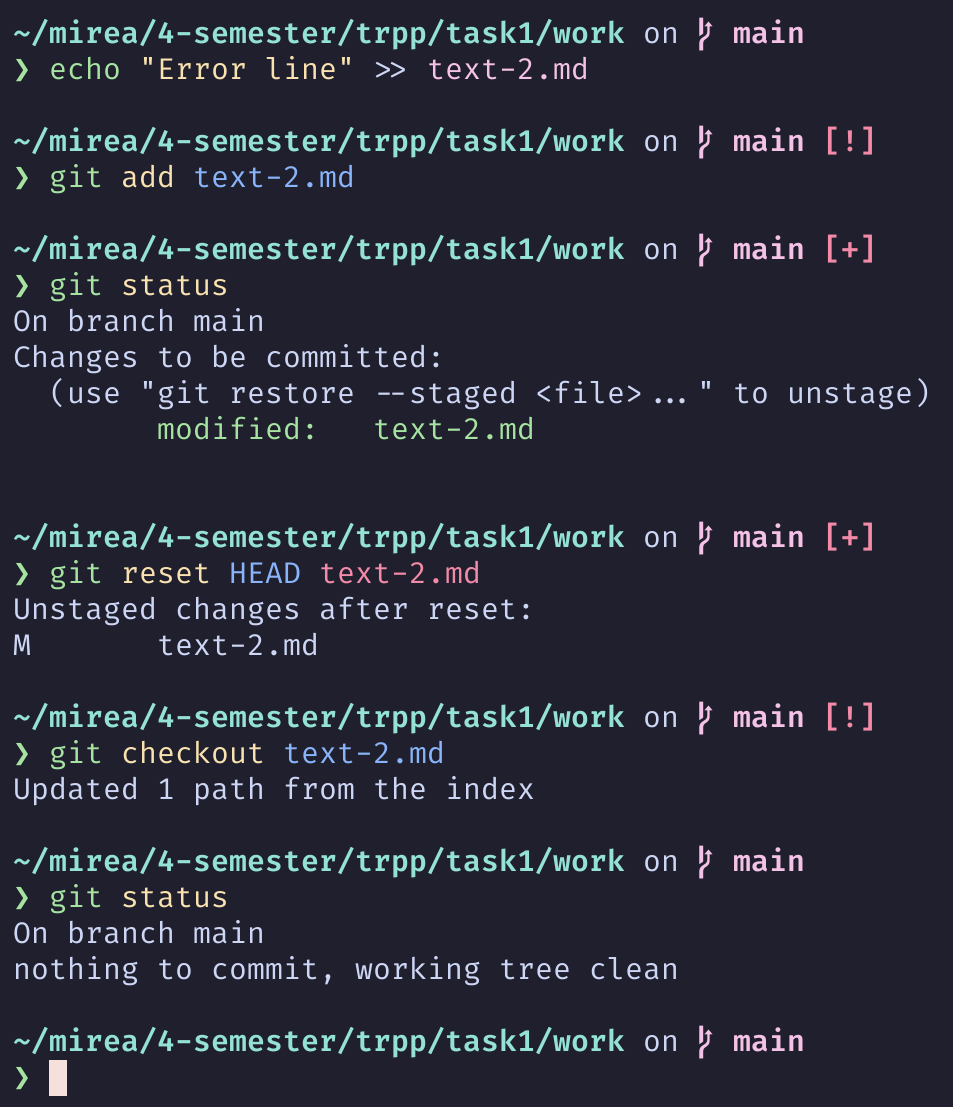 ~/mirea/4-semester/trpp/task1/work on main
❯ echo "Error line" >> text-2.md
~/mirea/4-semester/trpp/task1/work on main [!]
❯ git add text-2.md
~/mirea/4-semester/trpp/task1/work on main [+]
❯ git status
On branch main
Changes to be committed:
  (use "git restore --staged <file>..." to unstage)
        modified:   text-2.md
~/mirea/4-semester/trpp/task1/work on main [+]
❯ git reset HEAD text-2.md
Unstaged changes after reset:
M       text-2.md
~/mirea/4-semester/trpp/task1/work on main [!]
❯ git checkout text-2.md
Updated 1 path from the index
~/mirea/4-semester/trpp/task1/work on main
❯ git status
On branch main
nothing to commit, working tree clean
~/mirea/4-semester/trpp/task1/work on main
❯